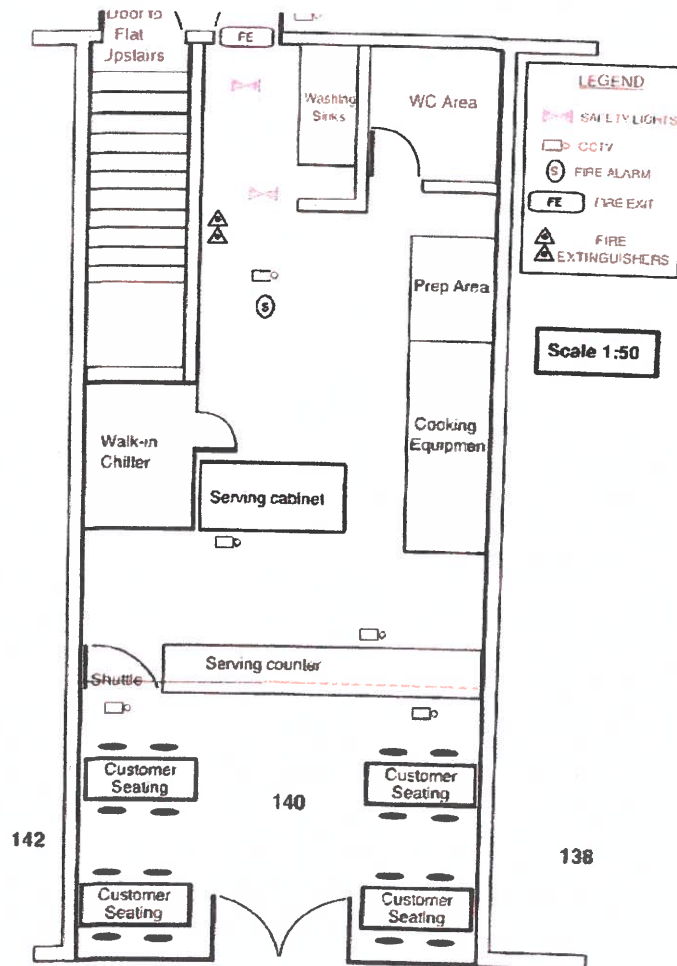 Door to
Flat
Upstairs
FE
Washing
Sinks
WC Area
LEGEND
SAFETY LIGHTS
CCTV
S
FIRE ALARM
FE
FIRE EXIT
FIRE
EXTINGUISHERS
S
Prep Area
Scale 1:50
Walk-in
Chiller
Cooking
Equipmen
Serving cabinet
Serving counter
Shuttle
Customer
Seating
Customer
Seating
140
142
138
Customer
Seating
Customer
Seating